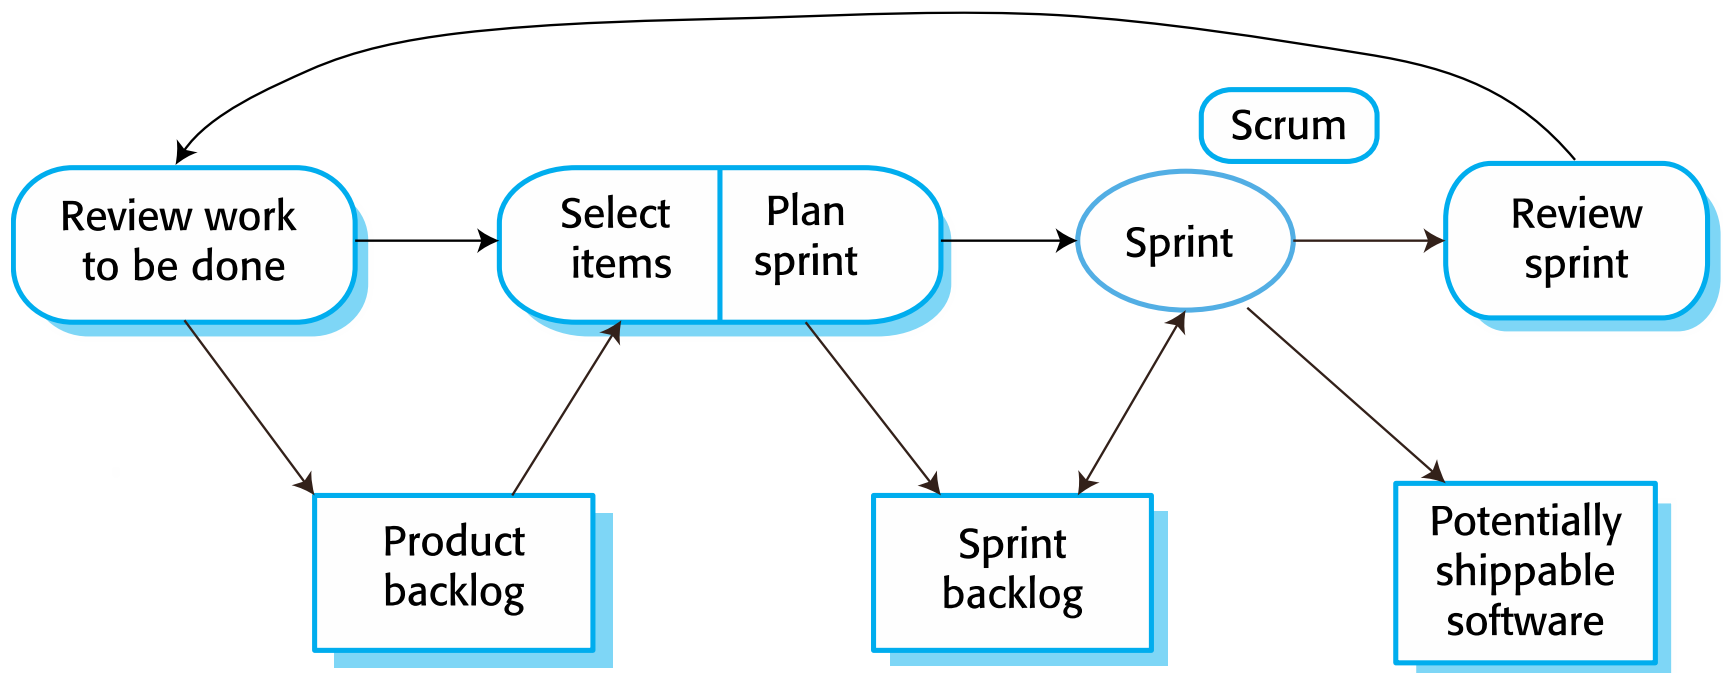 Scrum
Review work
to be done
Select
items
Plan
sprint
Sprint
Review
sprint
Product
backlog
Sprint
backlog
Potentially
shippable
software